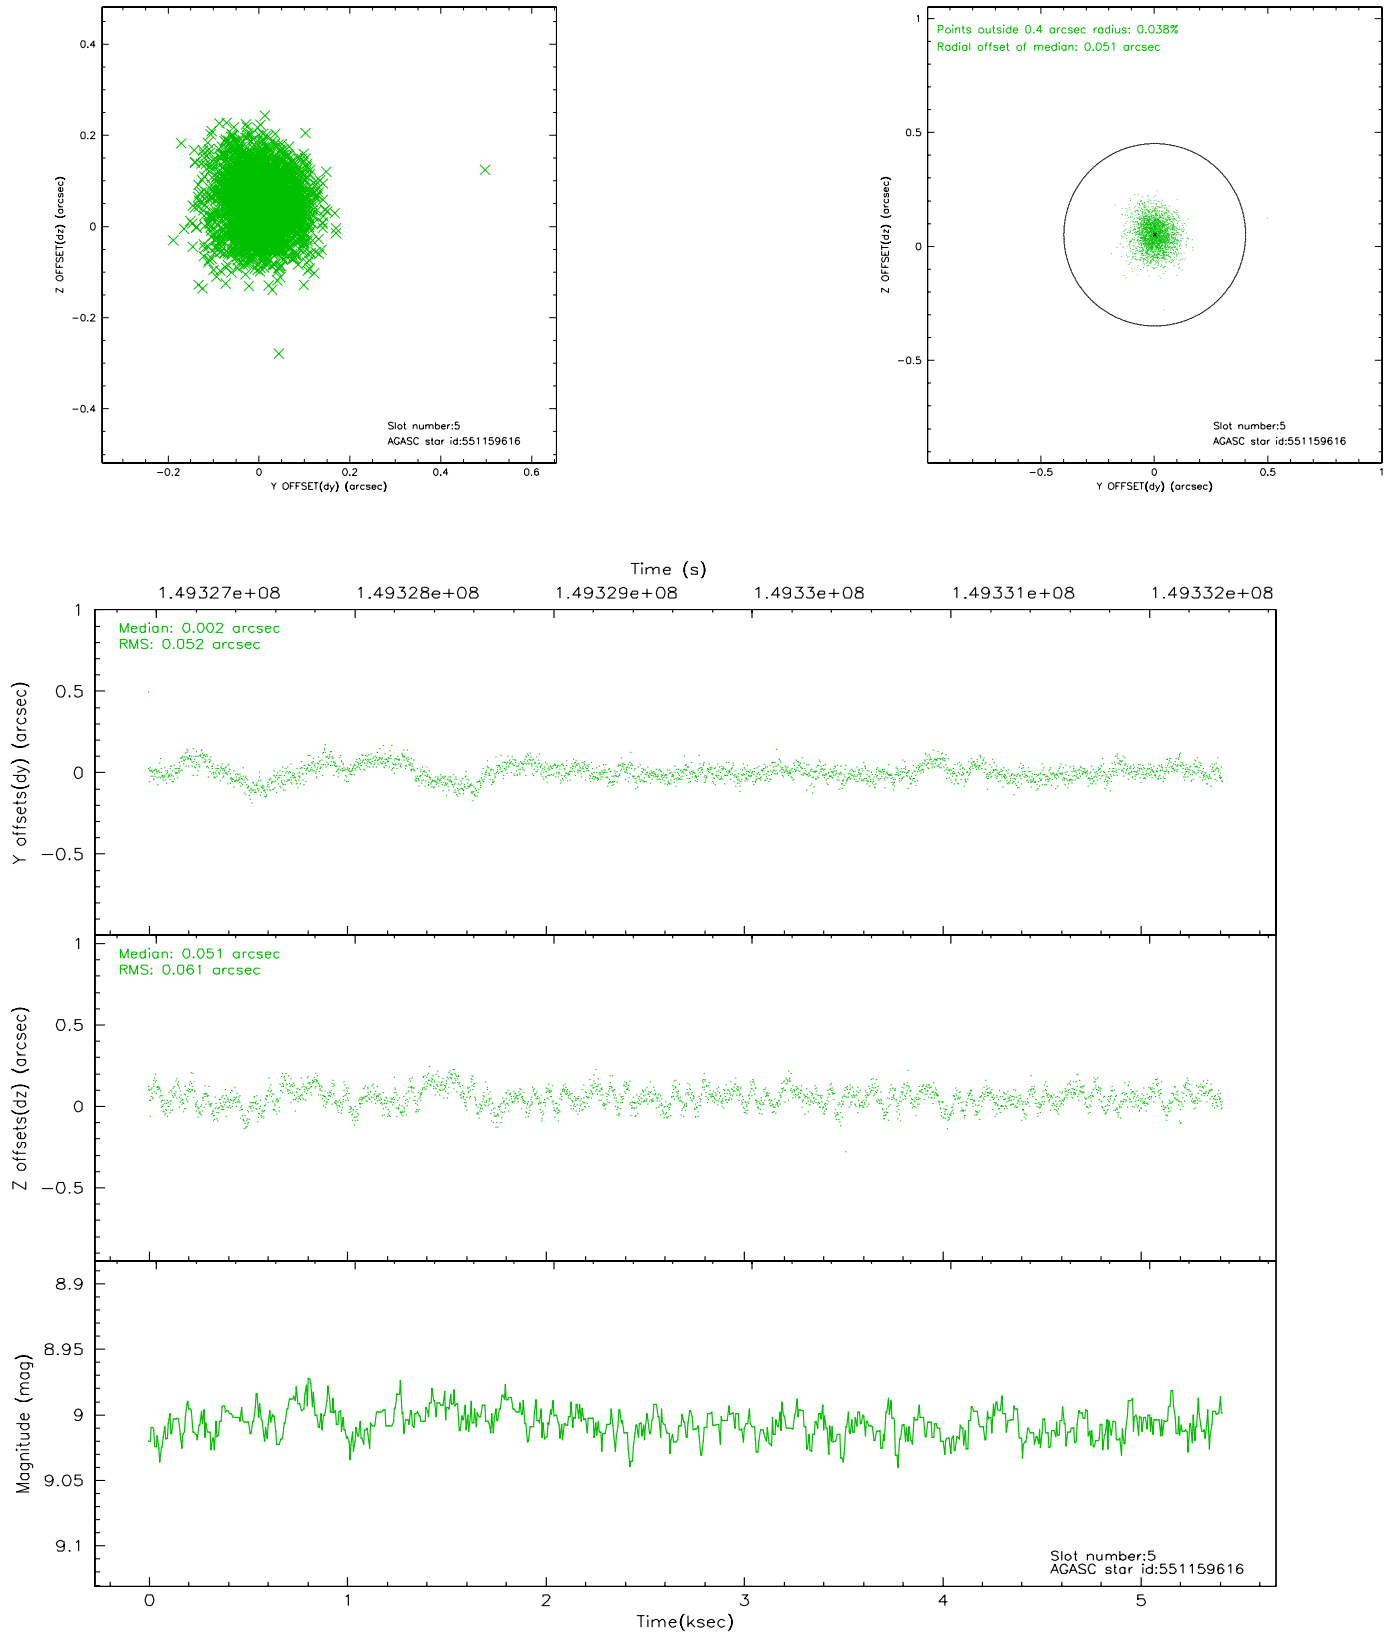 0.4
0.2
0
-0.2
-0.4
Z OFFSET(dz) (arcsec)
Slot number:5
AGASC star id:551159616
-0.2 0 0.2 0.4 0.6
Y OFFSET(dy) (arcsec)
Points outside 0.4 arcsec radius: 0.038%
Radial offset of median: 0.051 arcsec
1
0.5
0
-0.5
Z OFFSET(dz) (arcsec)
Slot number:5
AGASC star id:551159616
-0.5 0 0.5 1
Y OFFSET(dy) (arcsec)
Time (s)
1.49327e+08 1.49328e+08 1.49329e+08 1.4933e+08 1.49331e+08 1.49332e+08
Median: 0.002 arcsec
RMS: 0.052 arcsec
1
0.5
0
-0.5
Y offsets(dy) (arcsec)
Median: 0.051 arcsec
RMS: 0.061 arcsec
1
0.5
0
-0.5
Z offsets(dz) (arcsec)
8.9
8.95
9
9.05
9.1
Magnitude (mag)
Slot number:5
AGASC star id:551159616
0 1 2 3 4 5
Time(ksec)